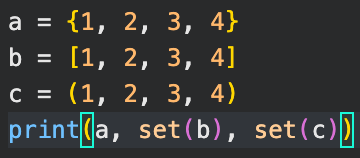 a = {1, 2, 3, 4}
b = [1, 2, 3, 4]
c = (1, 2, 3, 4)
print(a, set(b), set(c))